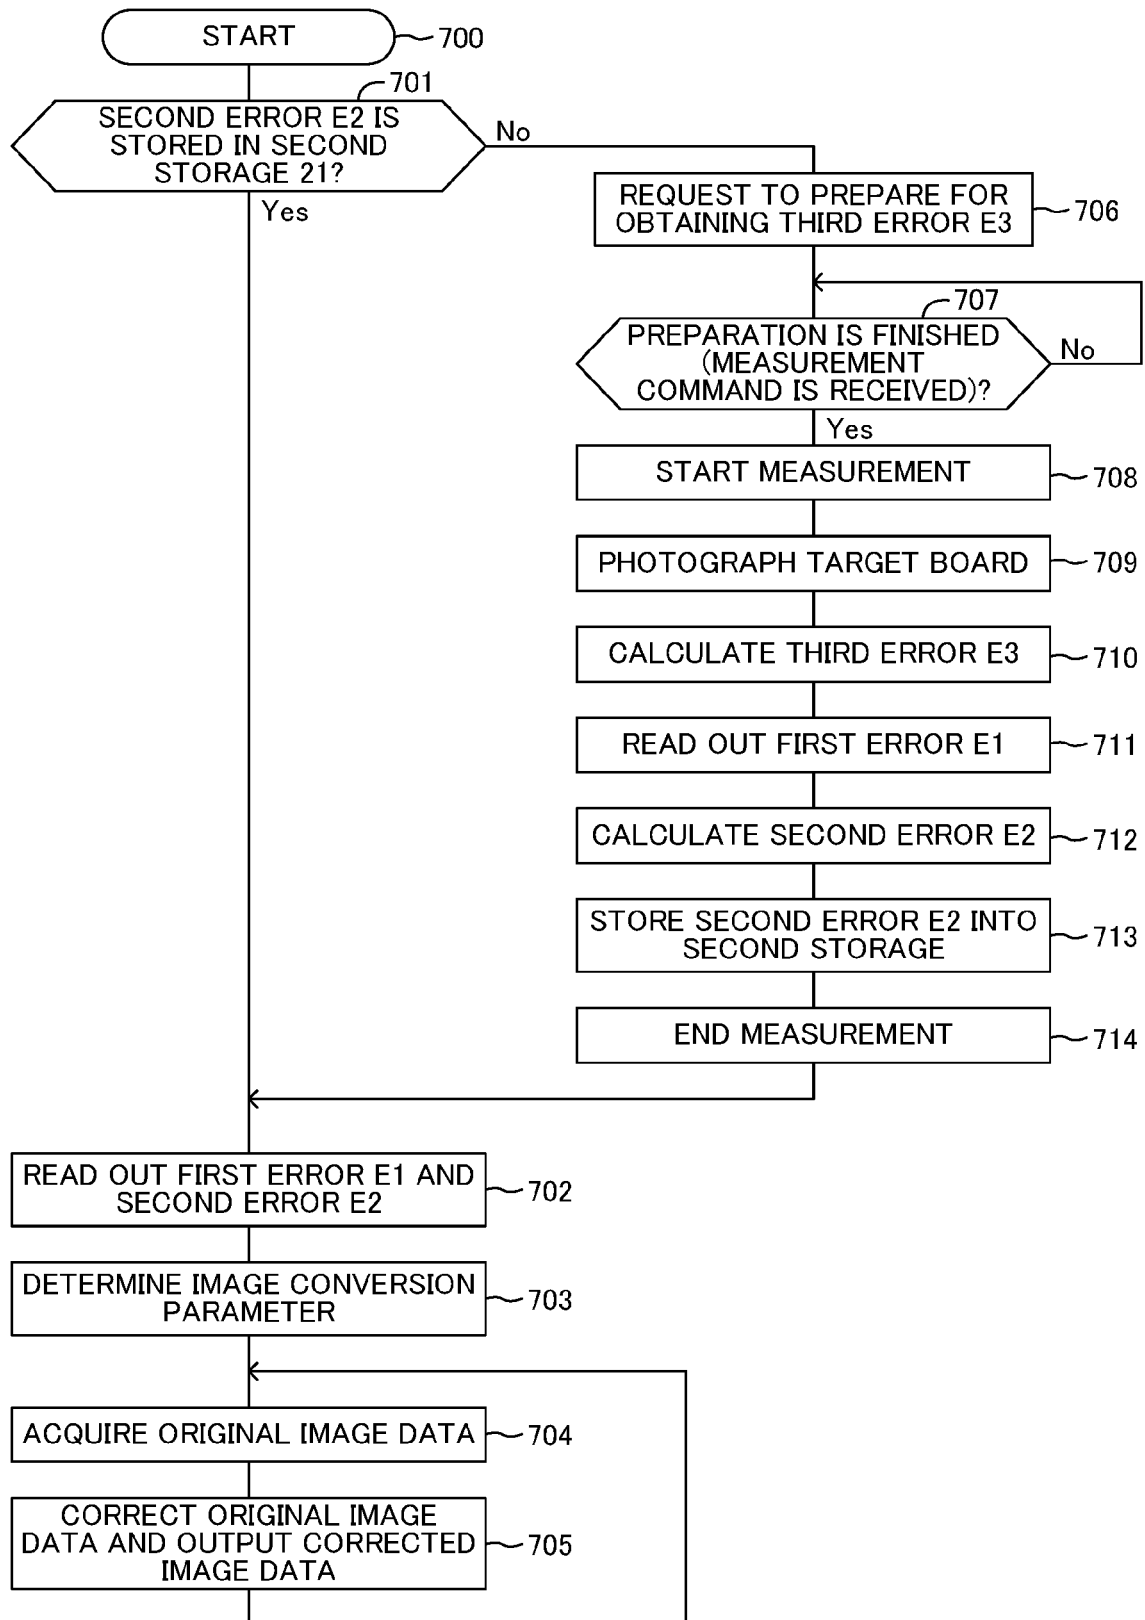 START
700
701
SECOND ERROR E2 IS
STORED IN SECOND
STORAGE 21?
No
Yes
REQUEST TO PREPARE FOR
OBTAINING THIRD ERROR E3
706
707
PREPARATION IS FINISHED
(MEASUREMENT
COMMAND IS RECEIVED)?
No
Yes
START MEASUREMENT
708
PHOTOGRAPH TARGET BOARD
709
CALCULATE THIRD ERROR E3
710
READ OUT FIRST ERROR E1
711
CALCULATE SECOND ERROR E2
712
STORE SECOND ERROR E2 INTO
SECOND STORAGE
713
END MEASUREMENT
714
READ OUT FIRST ERROR E1 AND
SECOND ERROR E2
702
DETERMINE IMAGE CONVERSION
PARAMETER
703
ACQUIRE ORIGINAL IMAGE DATA
704
CORRECT ORIGINAL IMAGE
DATA AND OUTPUT CORRECTED
IMAGE DATA
705